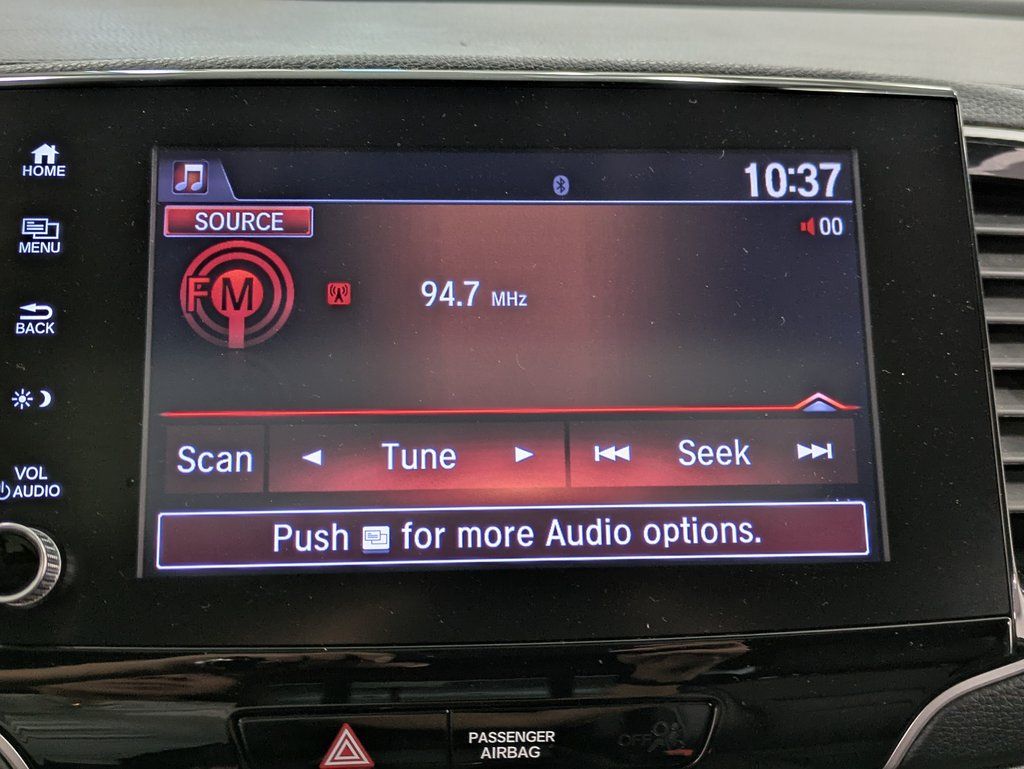 HOME
MENU
BACK
VOL
AUDIO
10:37
SOURCE
00
FM
94.7 MHz
Scan
Tune
Seek
Push for more Audio options.
PASSENGER
AIRBAG
OFF